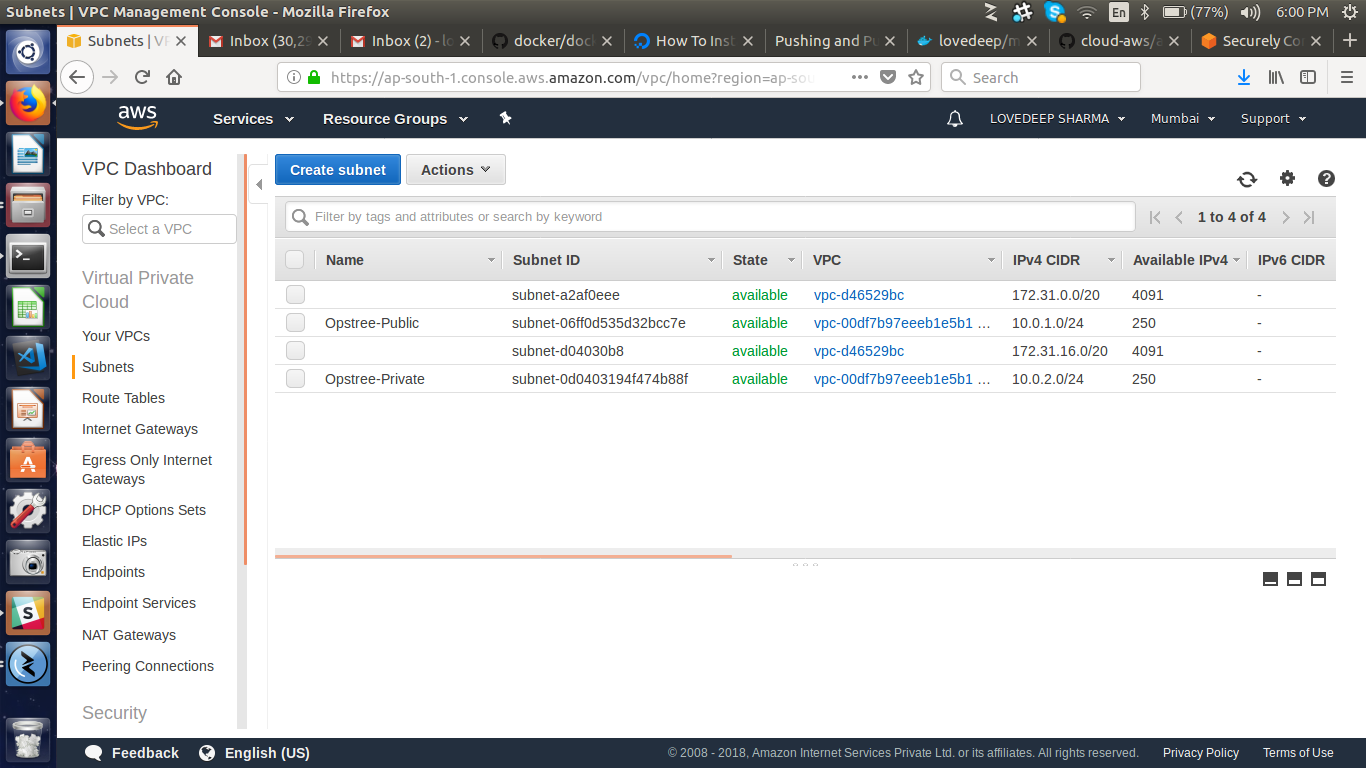 Subnets | VPC Management Console - Mozilla Firefox
En (77%) 6:00 PM
Subnets | VP Inbox (30,29 Inbox (2) - lo docker/dock How To Inst Pushing and Pu lovedeep/m cloud-aws/a Securely Co
https://ap-south-1.console.aws.amazon.com/vpc/home?region=ap-sou Search
aws Services Resource Groups LOVEDEEP SHARMA Mumbai Support
VPC Dashboard
Filter by VPC:
Select a VPC
Virtual Private
Cloud
Your VPCs
Subnets
Route Tables
Internet Gateways
Egress Only Internet
Gateways
DHCP Options Sets
Elastic IPs
Endpoints
Endpoint Services
NAT Gateways
Peering Connections
Security
Create subnet Actions
Filter by tags and attributes or search by keyword 1 to 4 of 4
Name Subnet ID State VPC IPv4 CIDR Available IPv4 IPv6 CIDR
subnet-a2af0eee available vpc-d46529bc 172.31.0.0/20 4091 -
Opstree-Public subnet-06ff0d535d32bcc7e available vpc-00df7b97eeeb1e5b1 ... 10.0.1.0/24 250 -
subnet-d04030b8 available vpc-d46529bc 172.31.16.0/20 4091 -
Opstree-Private subnet-0d0403194f474b88f available vpc-00df7b97eeeb1e5b1 ... 10.0.2.0/24 250 -
Feedback English (US) © 2008 - 2018, Amazon Internet Services Private Ltd. or its affiliates. All rights reserved. Privacy Policy Terms of Use